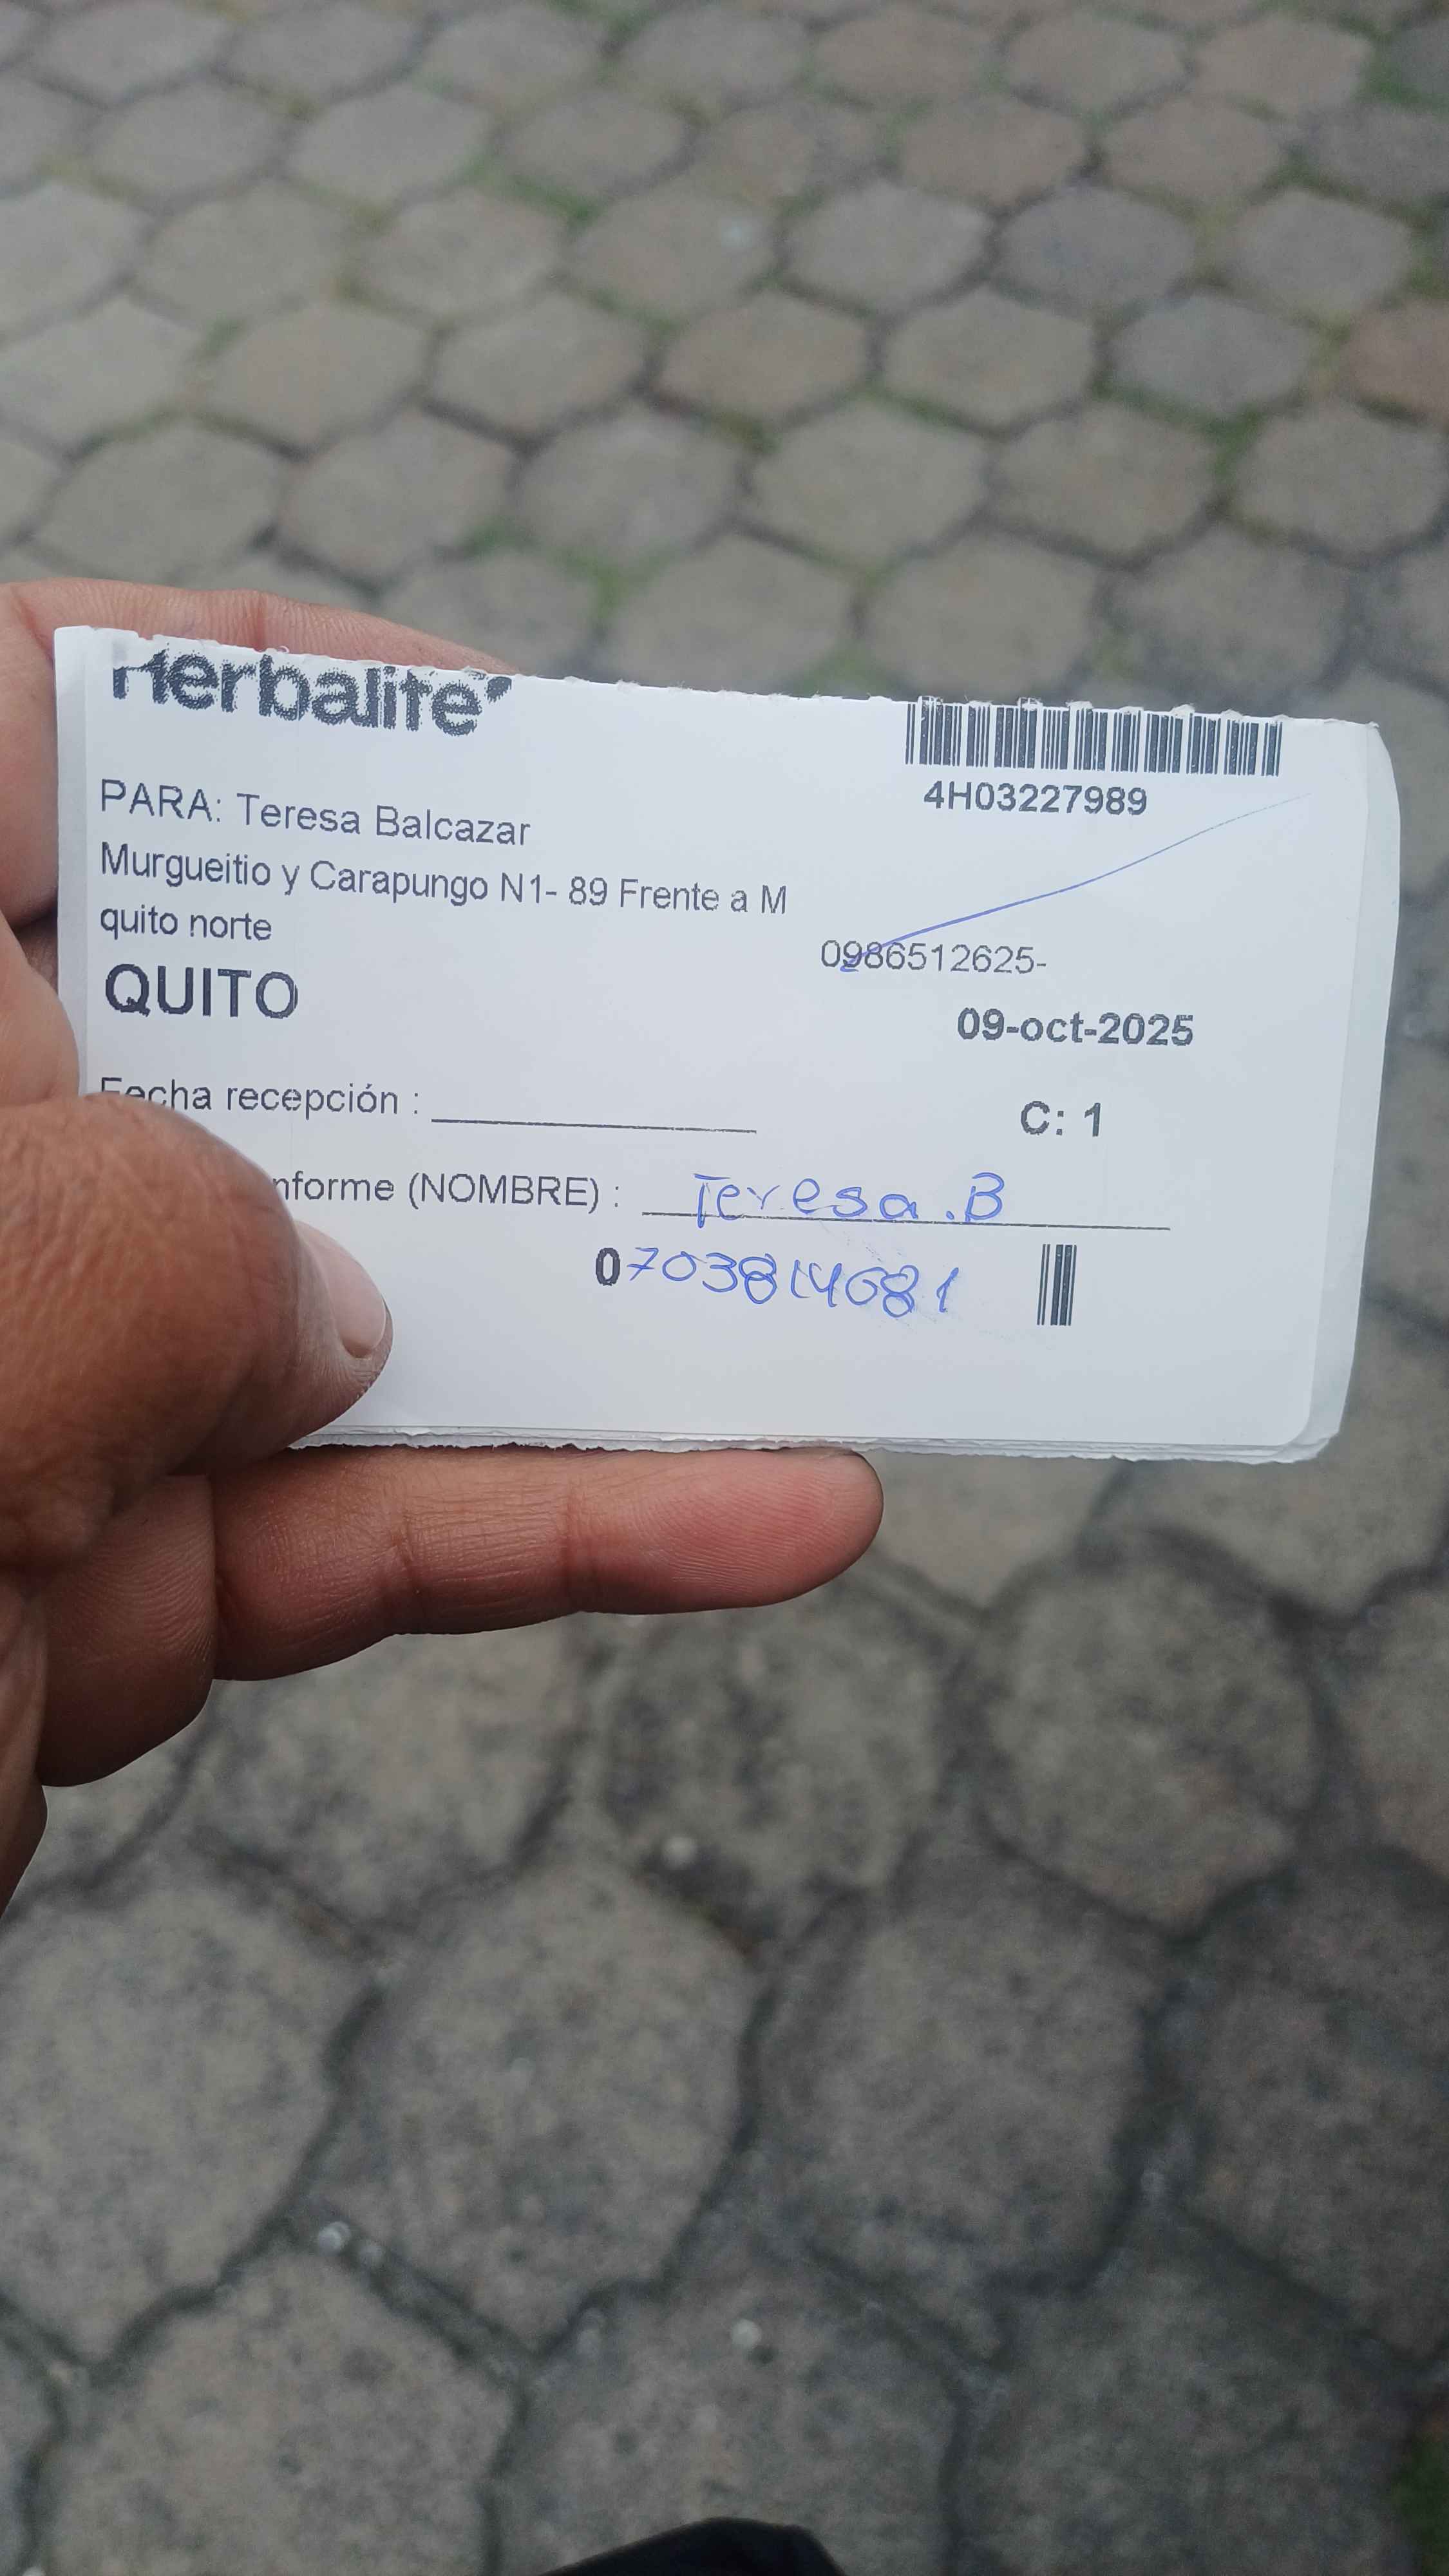 Herbalife
4H03227989
PARA: Teresa Balcazar
Murgueitio y Carapungo N1- 89 Frente a M
quito norte
0986512625-
QUITO
09-oct-2025
Fecha recepción :
C: 1
nforme (NOMBRE) : Teresa.B
0703814681